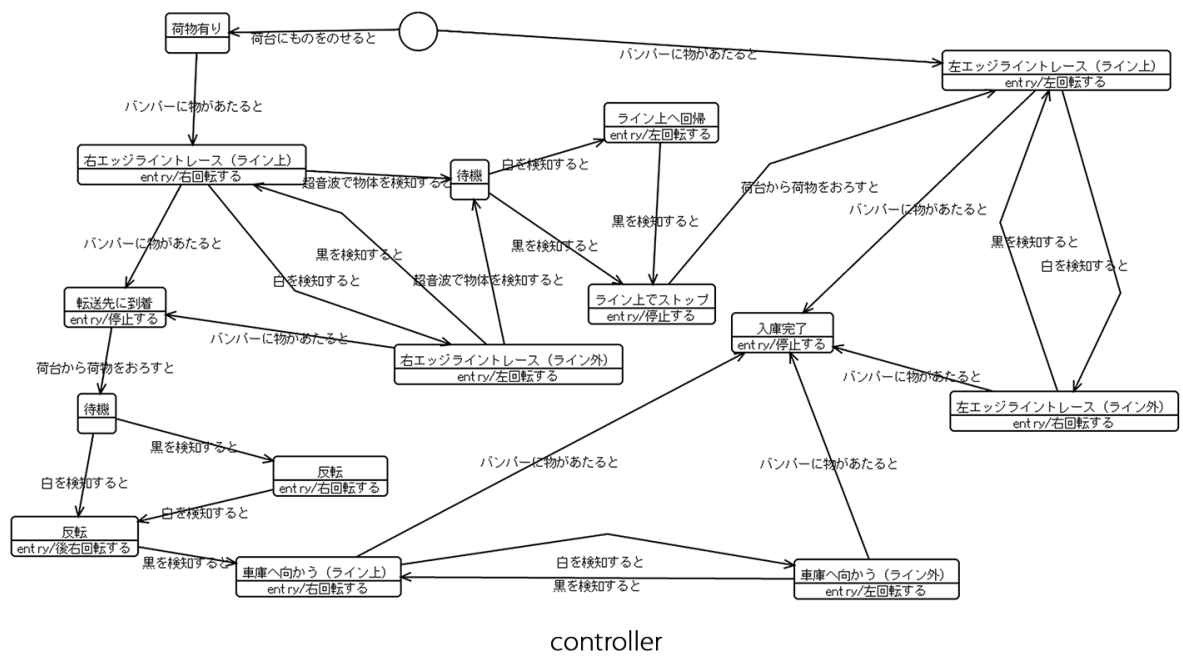 荷物有り
荷台にものをのせると
バンパーに物があたると
左エッジライントレース（ライン上）
entry/左回転する
バンパーに物があたると
ライン上へ回帰
entry/左回転する
右エッジライントレース（ライン上）
entry/右回転する
超音波で物体を検知すると
待機
白を検知すると
荷台から荷物をおろすと
バンパーに物があたると
黒を検知すると
バンパーに物があたると
黒を検知すると
黒を検知すると
黒を検知すると
白を検知すると
白を検知すると
超音波で物体を検知すると
転送先に到着
entry/停止する
ライン上でストップ
entry/停止する
入庫完了
entry/停止する
バンパーに物があたると
右エッジライントレース（ライン外）
entry/左回転する
荷台から荷物をおろすと
バンパーに物があたると
左エッジライントレース（ライン外）
entry/右回転する
待機
黒を検知すると
反転
entry/右回転する
バンパーに物があたると
バンパーに物があたると
白を検知すると
白を検知すると
反転
entry/後右回転する
黒を検知すると
車庫へ向かう（ライン上）
entry/右回転する
白を検知すると
黒を検知すると
車庫へ向かう（ライン外）
entry/左回転する
controller